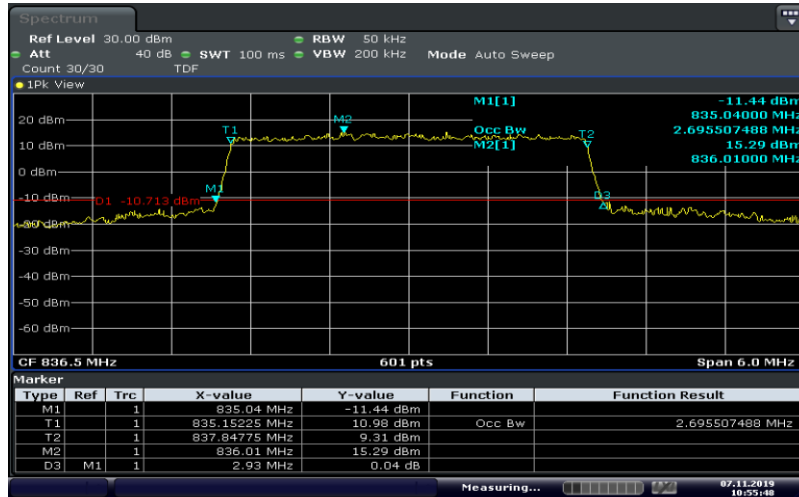 Spectrum
Ref Level 30.00 dBm RBW 50 kHz
Att 40 dB SWT 100 ms VBW 200 kHz Mode Auto Sweep
Count 30/30 TDF
1Pk View
M1[1] -11.44 dBm
835.04000 MHz
20 dBm
M2
T1 Occ Bw T2 2.695507488 MHz
10 dBm M2[1] 15.29 dBm
836.01000 MHz
0 dBm
M1
-10 dBm D1 -10.713 dBm D3
-20 dBm
-30 dBm
-40 dBm
-50 dBm
-60 dBm
CF 836.5 MHz 601 pts Span 6.0 MHz
Marker
Type Ref Trc X-value Y-value Function Function Result
M1 1 835.04 MHz -11.44 dBm
T1 1 835.15225 MHz 10.98 dBm Occ Bw 2.695507488 MHz
T2 1 837.84775 MHz 9.31 dBm
M2 1 836.01 MHz 15.29 dBm
D3 M1 1 2.93 MHz 0.04 dB
Measuring... 07.11.2019
10:55:48